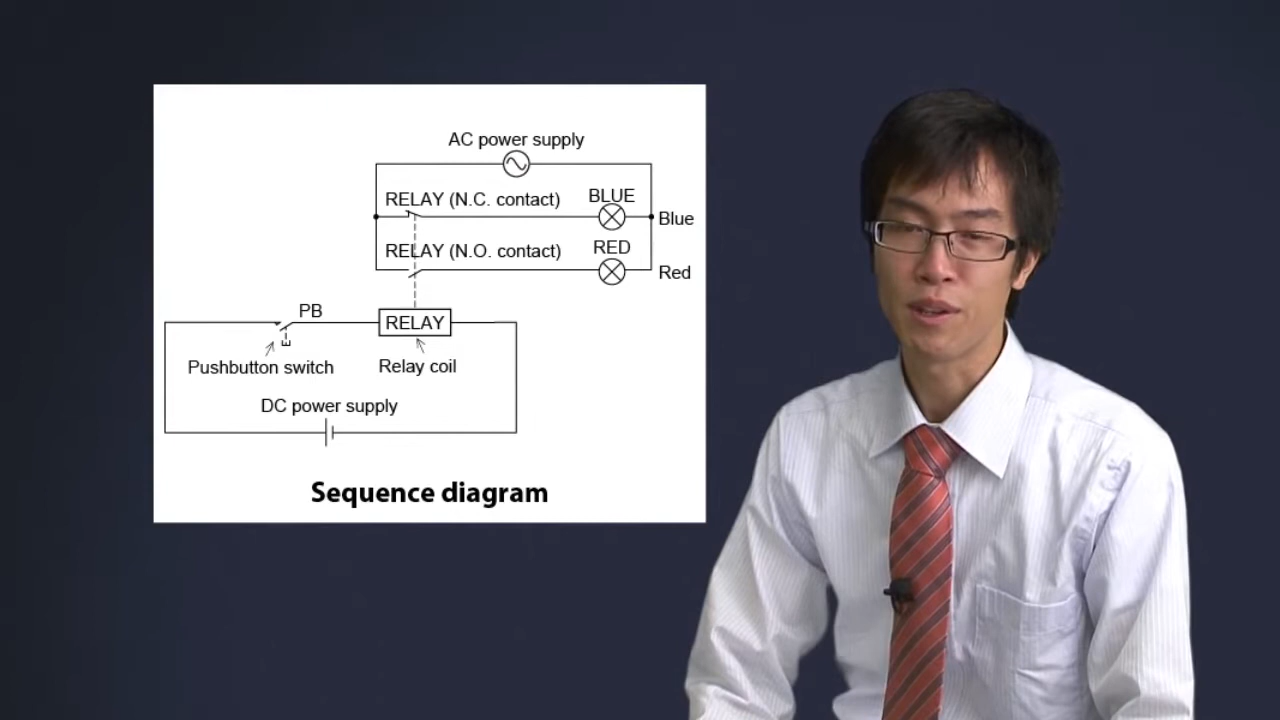 AC power supply
RELAY (N.C. contact)
BLUE
Blue
RELAY (N.O. contact)
RED
Red
PB
RELAY
Pushbutton switch
Relay coil
DC power supply
Sequence diagram